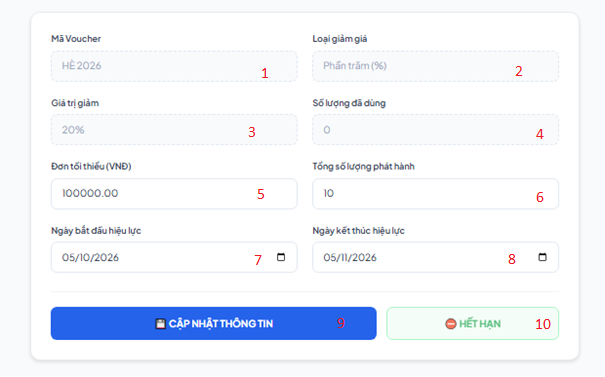 Mã Voucher
Loại giảm giá
HÈ 2026 1
Phần trăm (%) 2
Giá trị giảm
Số lượng đã dùng
20% 3
0 4
Đơn tối thiểu (VNĐ)
Tổng số lượng phát hành
100000.00 5
10 6
Ngày bắt đầu hiệu lực
Ngày kết thúc hiệu lực
05/10/2026 7
05/11/2026 8
CẬP NHẬT THÔNG TIN 9
HẾT HẠN 10